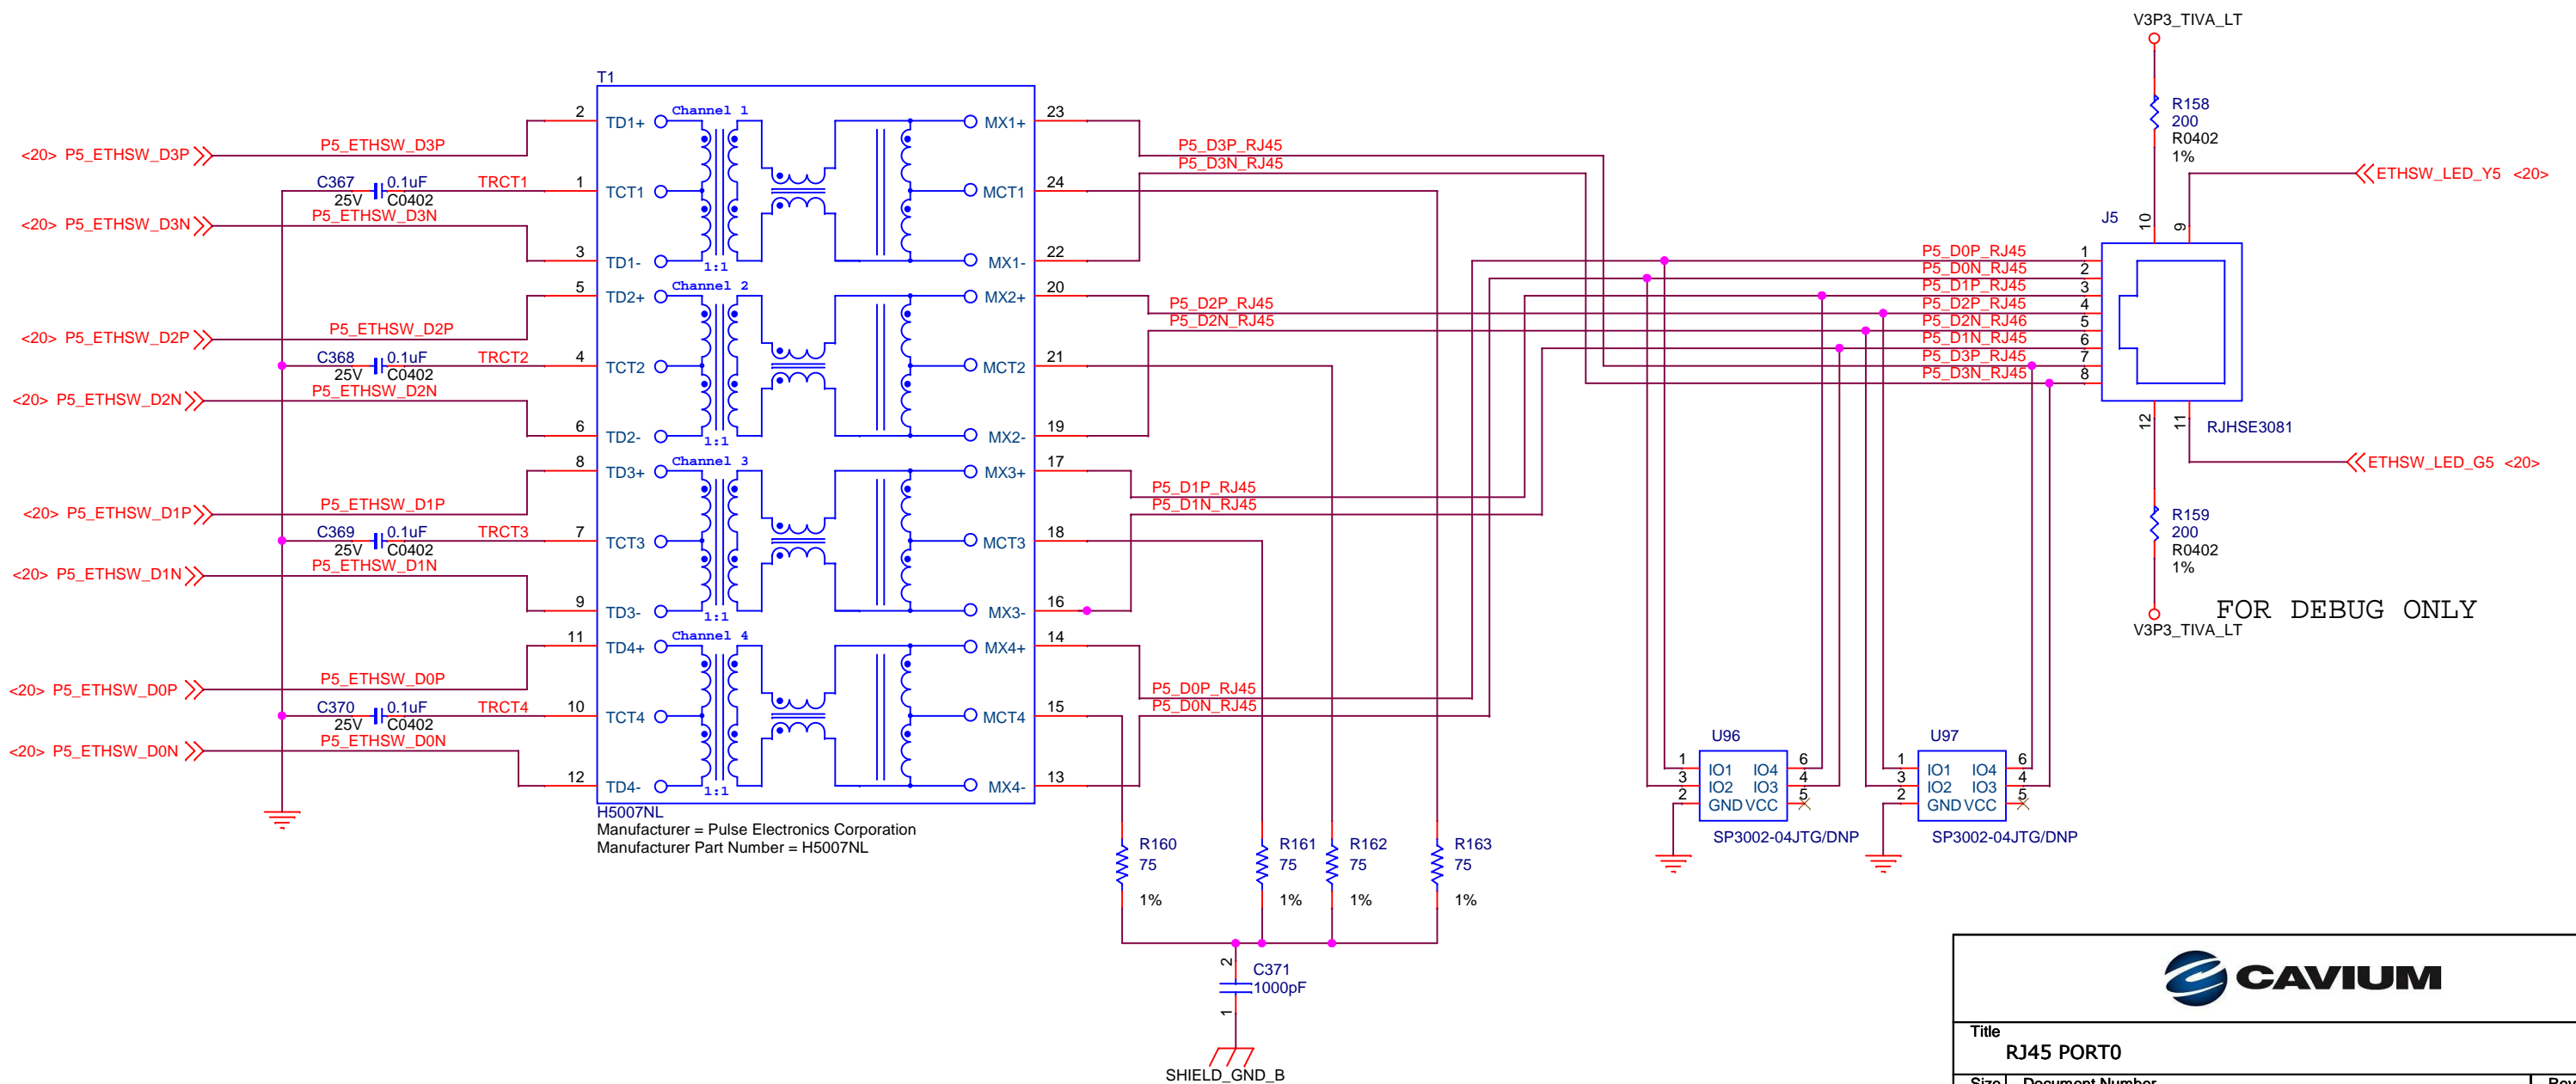 V3P3_TIVA_LT
R158
200
R0402
1%
ETHSW_LED_Y5 <20>
10
9
J5
P5_D0P_RJ45 1
P5_D0N_RJ45 2
P5_D1P_RJ45 3
P5_D2P_RJ45 4
P5_D2N_RJ46 5
P5_D1N_RJ45 6
P5_D3P_RJ45 7
P5_D3N_RJ45 8
12
11
RJHSE3081
ETHSW_LED_G5 <20>
R159
200
R0402
1%
V3P3_TIVA_LT
FOR DEBUG ONLY
T1
<20> P5_ETHSW_D3P
P5_ETHSW_D3P
2 TD1+ Channel 1 MX1+ 23
P5_D3P_RJ45
P5_D3N_RJ45
C367 0.1uF TRCT1
25V C0402
1 TCT1 MCT1 24
<20> P5_ETHSW_D3N
P5_ETHSW_D3N
3 TD1- 1:1 MX1- 22
5 TD2+ Channel 2 MX2+ 20
<20> P5_ETHSW_D2P
P5_ETHSW_D2P
P5_D2P_RJ45
P5_D2N_RJ45
C368 0.1uF TRCT2
25V C0402
4 TCT2 MCT2 21
<20> P5_ETHSW_D2N
P5_ETHSW_D2N
6 TD2- 1:1 MX2- 19
8 TD3+ Channel 3 MX3+ 17
<20> P5_ETHSW_D1P
P5_ETHSW_D1P
P5_D1P_RJ45
P5_D1N_RJ45
C369 0.1uF TRCT3
25V C0402
7 TCT3 MCT3 18
<20> P5_ETHSW_D1N
P5_ETHSW_D1N
9 TD3- 1:1 MX3- 16
11 TD4+ Channel 4 MX4+ 14
<20> P5_ETHSW_D0P
P5_ETHSW_D0P
P5_D0P_RJ45
P5_D0N_RJ45
C370 0.1uF TRCT4
25V C0402
10 TCT4 MCT4 15
<20> P5_ETHSW_D0N
P5_ETHSW_D0N
12 TD4- 1:1 MX4- 13
H5007NL
Manufacturer = Pulse Electronics Corporation
Manufacturer Part Number = H5007NL
R160
75
1%
R161
75
1%
R162
75
1%
R163
75
1%
2
C371
1000pF
1
SHIELD_GND_B
U96
1 IO1 IO4 6
3 IO2 IO3 4
2 GND VCC 5
SP3002-04JTG/DNP
U97
1 IO1 IO4 6
3 IO2 IO3 4
2 GND VCC 5
SP3002-04JTG/DNP
CAVIUM
Title
RJ45 PORT0
Size Document Number Rev